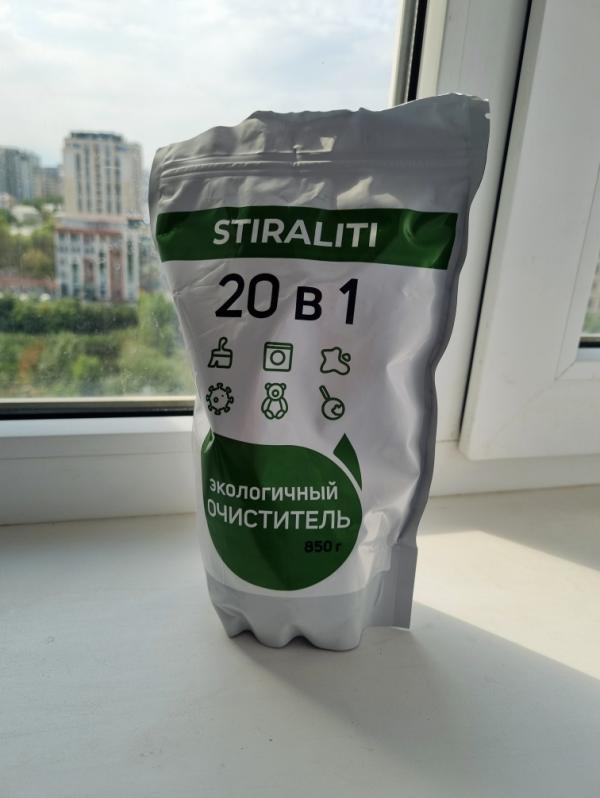 STIRALITI
20 в 1
экологичный
ОЧИСТИТЕЛЬ
850 г